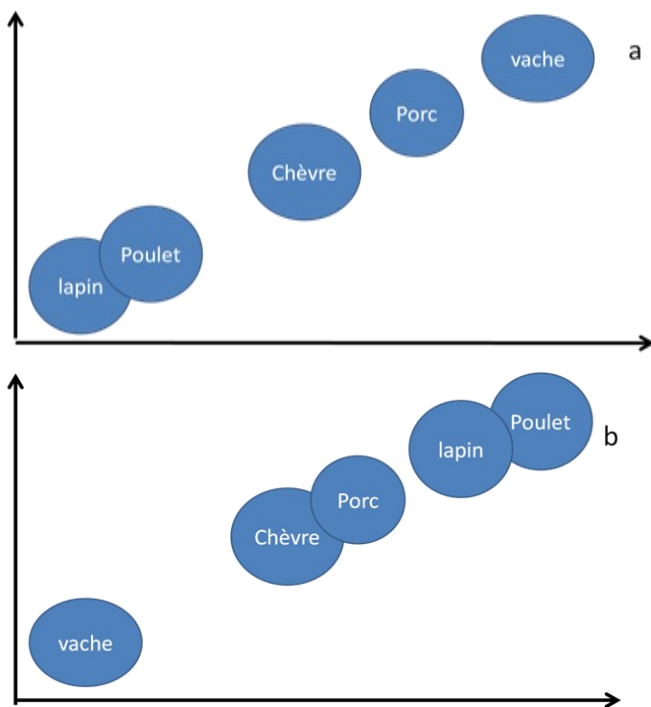 vache
a
Porc
Chèvre
Poulet
lapin
Poulet
b
lapin
Porc
Chèvre
vache